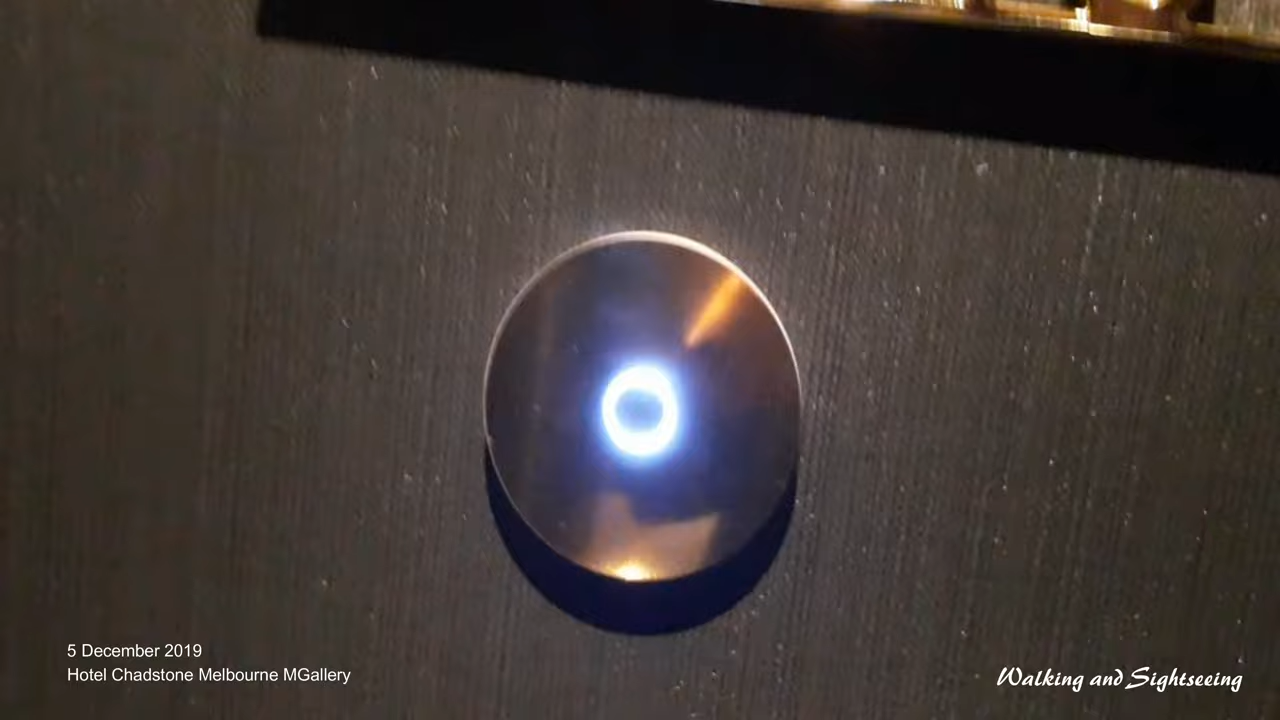 5 December 2019
Hotel Chadstone Melbourne MGallery
Walking and Sightseeing